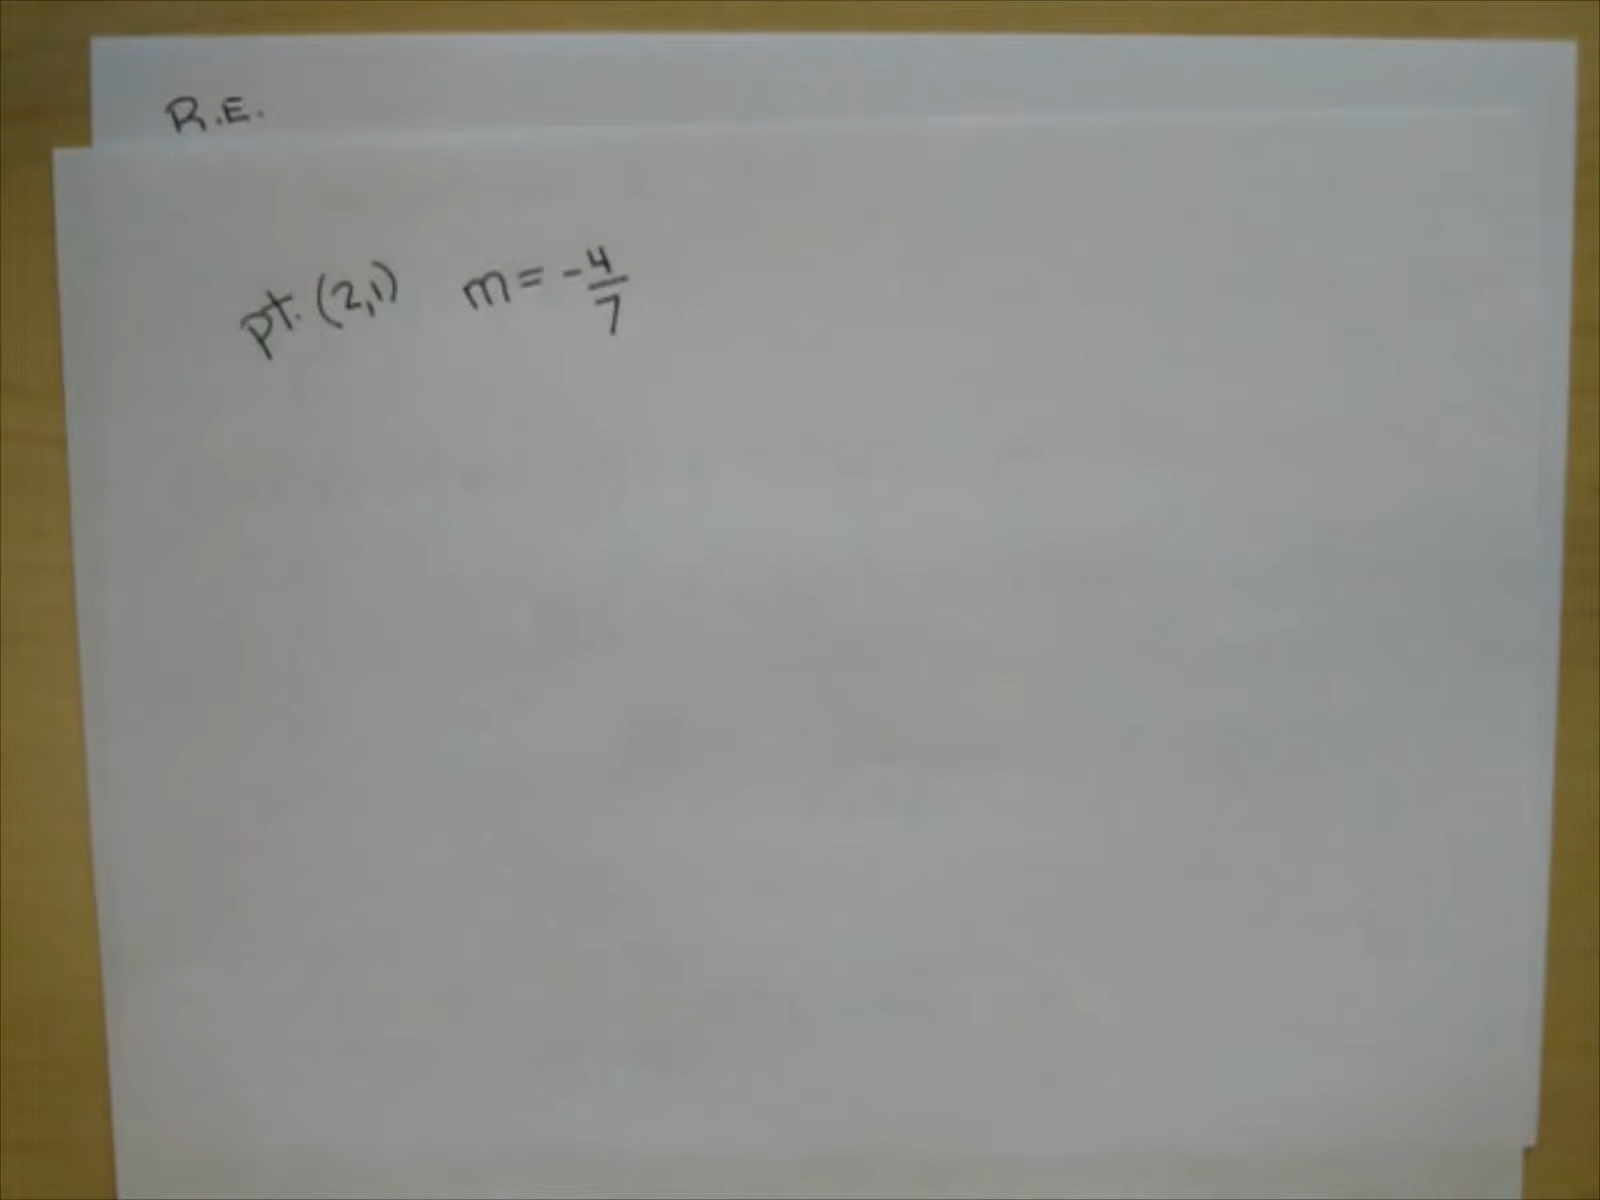 R.E.
pt. (2,1) m = -4/7